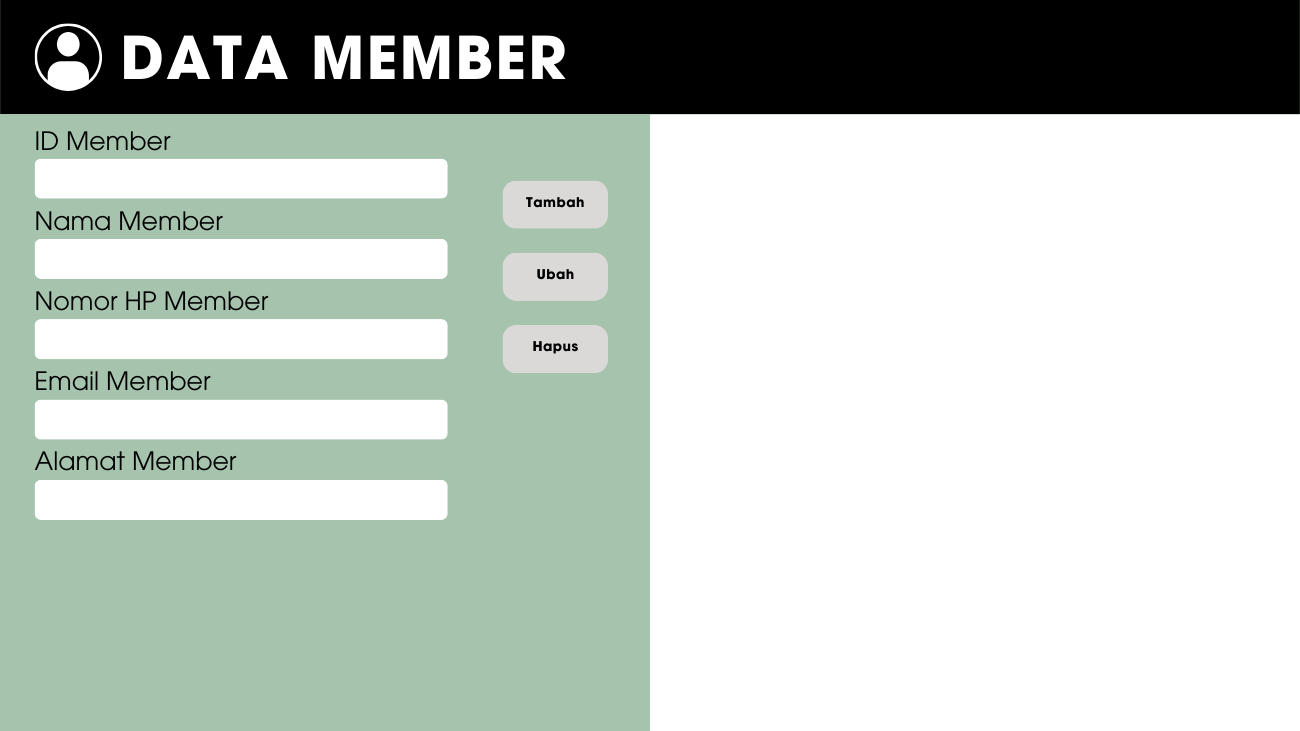 DATA MEMBER
ID Member
Nama Member
Nomor HP Member
Email Member
Alamat Member
Tambah
Ubah
Hapus